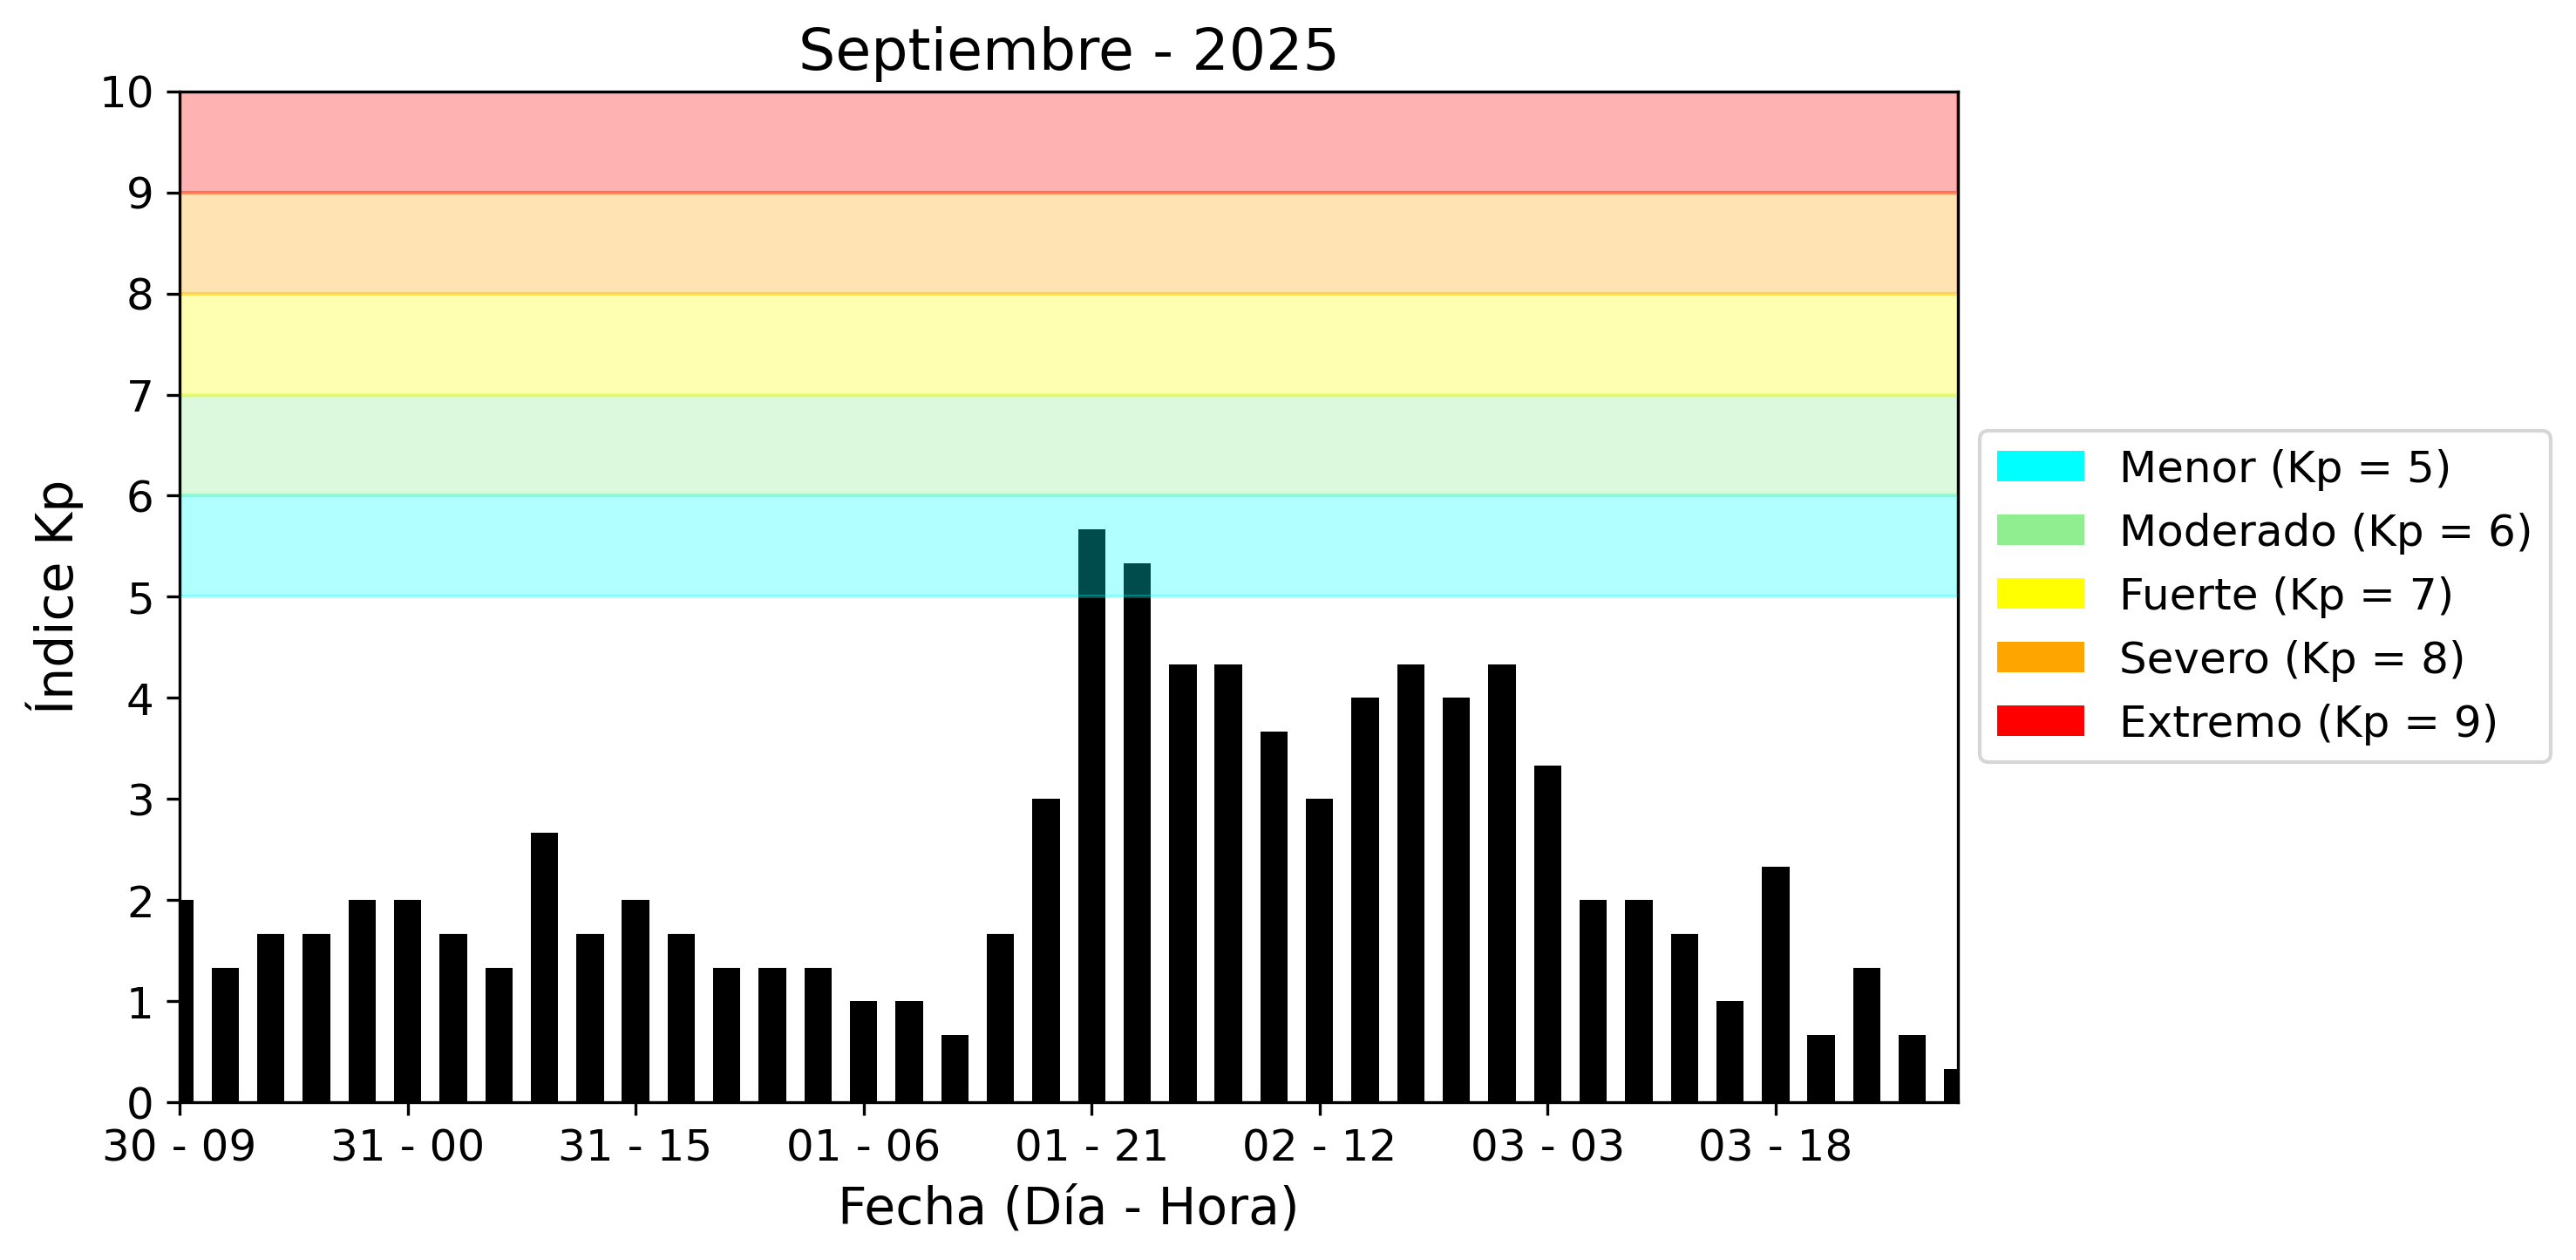 Septiembre - 2025
10
9
8
7
6
5
4
3
2
1
0
Índice Kp
30 - 09
31 - 00
31 - 15
01 - 06
01 - 21
02 - 12
03 - 03
03 - 18
Fecha (Día - Hora)
Menor (Kp = 5)
Moderado (Kp = 6)
Fuerte (Kp = 7)
Severo (Kp = 8)
Extremo (Kp = 9)